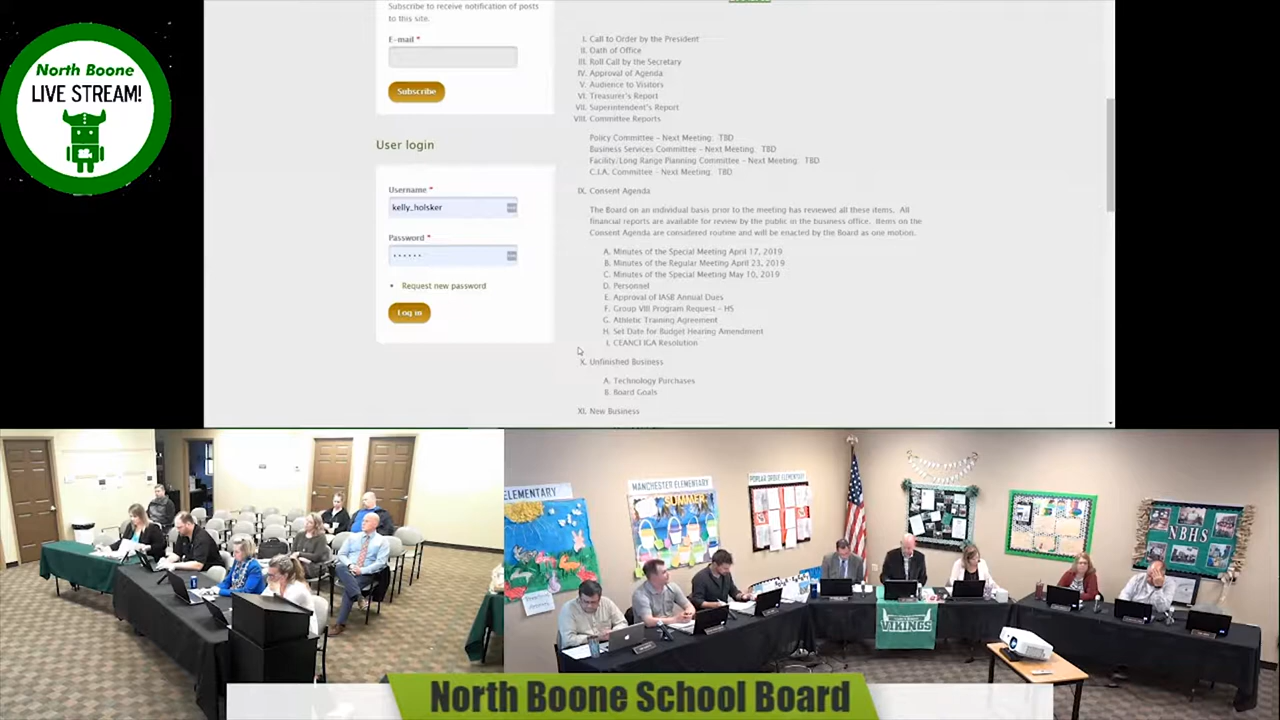 North Boone
LIVE STREAM!
Subscribe to receive notification of posts
to this site.
E-mail *
Subscribe
User login
Username *
kelly_holsker
Password *
Request new password
Log in
I. Call to Order by the President
II. Oath of Office
III. Roll Call by the Secretary
IV. Approval of Agenda
V. Audience to Visitors
VI. Treasurer's Report
VII. Superintendent's Report
VIII. Committee Reports
Policy Committee – Next Meeting: TBD
Business Services Committee – Next Meeting: TBD
Facility/Long Range Planning Committee – Next Meeting: TBD
C.I.A. Committee – Next Meeting: TBD
IX. Consent Agenda
The Board on an individual basis prior to the meeting has reviewed all these items. All
financial reports are available for review by the public in the business office. Items on the
Consent Agenda are considered routine and will be enacted by the Board as one motion.
A. Minutes of the Special Meeting April 17, 2019
B. Minutes of the Regular Meeting April 23, 2019
C. Minutes of the Special Meeting May 10, 2019
D. Personnel
E. Approval of IASB Annual Dues
F. Group VIII Program Request – HS
G. Athletic Training Agreement
H. Set Date for Budget Hearing Amendment
I. CEANCI IGA Resolution
X. Unfinished Business
A. Technology Purchases
B. Board Goals
XI. New Business
ELEMENTARY
MANCHESTER ELEMENTARY
SUMMER
POPLAR GROVE ELEMENTARY
NBHS
VIKINGS
North Boone School Board